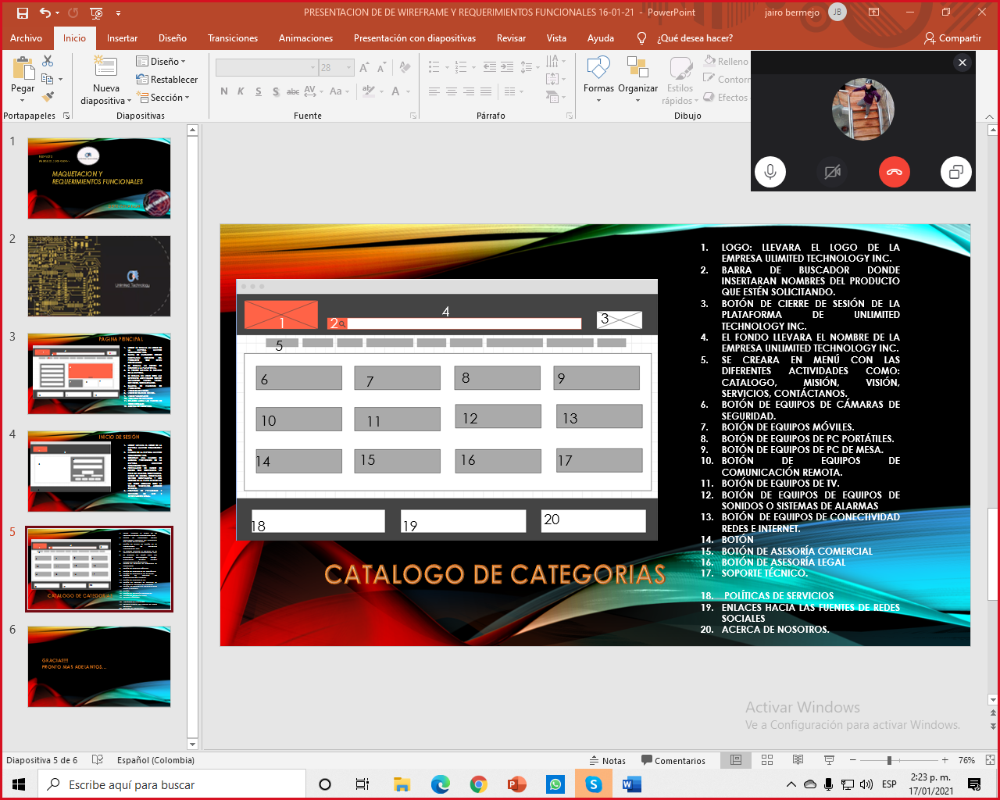 PRESENTACION DE DE WIREFRAME Y REQUERIMIENTOS FUNCIONALES 16-01-21 - PowerPoint
jairo bermejo
JB
Archivo
Inicio
Insertar
Diseño
Transiciones
Animaciones
Presentación con diapositivas
Revisar
Vista
Ayuda
¿Qué desea hacer?
Compartir
Pegar
Nueva
diapositiva
Diseño
Restablecer
Sección
28
N K S S abc AV Aa
A
Formas
Organizar
Estilos
rápidos
Relleno
Contorn
Efectos
Portapapeles
Diapositivas
Fuente
Párrafo
Dibujo
1
MAQUETACION Y
REQUERIMIENTOS FUNCIONALES
2
Unlimited Technology
3
PAGINA PRINCIPAL
4
INICIO DE SESIÓN
5
CATALOGO DE CATEGORIAS
6
GRACIAS!!!!
PRONTO MAS ADELANTOS...
1
2
4
3
5
6
7
8
9
10
11
12
13
14
15
16
17
18
19
20
CATALOGO DE CATEGORIAS
1. LOGO: LLEVARA EL LOGO DE LA
EMPRESA ULIMITED TECHNOLOGY INC.
2. BARRA DE BUSCADOR DONDE
INSERTARAN NOMBRES DEL PRODUCTO
QUE ESTÉN SOLICITANDO.
3. BOTÓN DE CIERRE DE SESIÓN DE LA
PLATAFORMA DE UNLIMITED
TECHNOLOGY INC.
4. EL FONDO LLEVARA EL NOMBRE DE LA
EMPRESA UNLIMITED TECHNOLOGY INC.
5. SE CREARA EN MENÚ CON LAS
DIFERENTES ACTIVIDADES COMO:
CATALOGO, MISIÓN, VISIÓN,
SERVICIOS, CONTÁCTANOS.
6. BOTÓN DE EQUIPOS DE CÁMARAS DE
SEGURIDAD.
7. BOTÓN DE EQUIPOS MÓVILES.
8. BOTÓN DE EQUIPOS DE PC PORTÁTILES.
9. BOTÓN DE EQUIPOS DE PC DE MESA.
10. BOTÓN DE EQUIPOS DE
COMUNICACIÓN REMOTA.
11. BOTÓN DE EQUIPOS DE TV.
12. BOTÓN DE EQUIPOS DE EQUIPOS DE
SONIDOS O SISTEMAS DE ALARMAS
13. BOTÓN DE EQUIPOS DE CONECTIVIDAD
REDES E INTERNET.
14. BOTÓN
15. BOTÓN DE ASESORÍA COMERCIAL
16. BOTÓN DE ASESORÍA LEGAL
17. SOPORTE TÉCNICO.
18. POLÍTICAS DE SERVICIOS
19. ENLACES HACIA LAS FUENTES DE REDES
SOCIALES
20. ACERCA DE NOSOTROS.
Activar Windows
Ve a Configuración para activar Windows.
Diapositiva 5 de 6
Español (Colombia)
Notas
Comentarios
76%
Escribe aquí para buscar
ESP
2:23 p. m.
17/01/2021